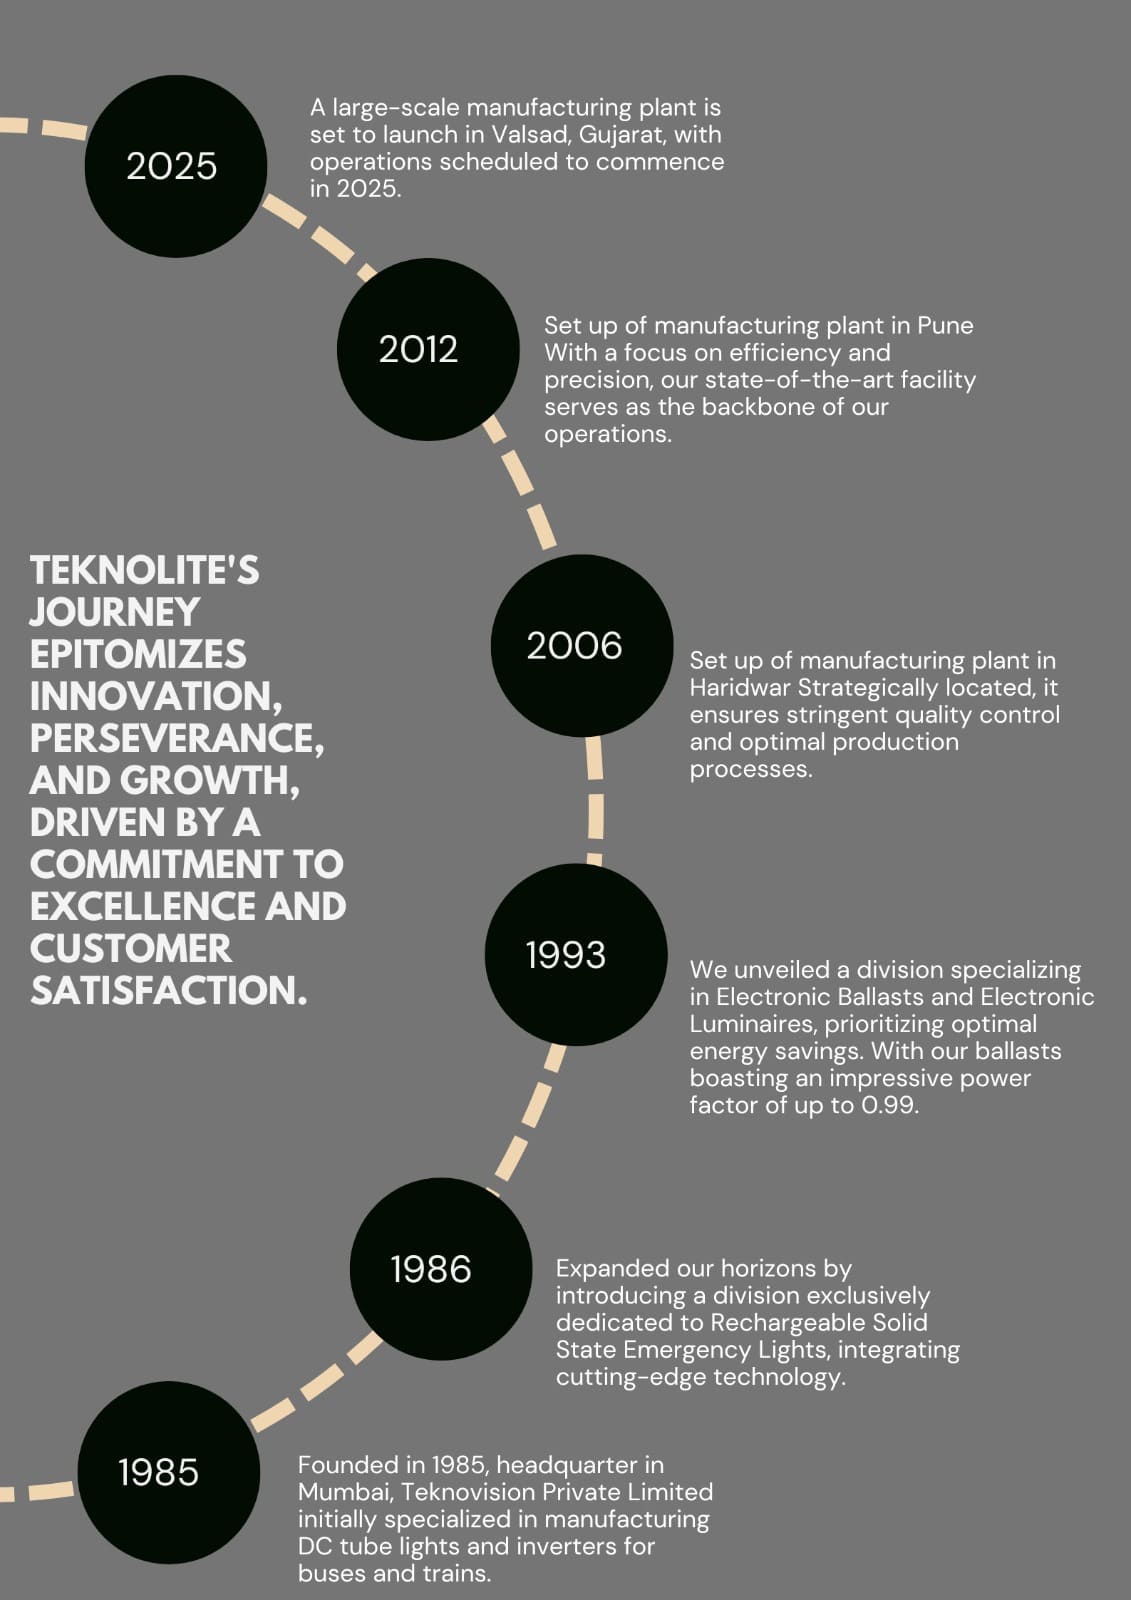 2025
A large-scale manufacturing plant is
set to launch in Valsad, Gujarat, with
operations scheduled to commence
in 2025.
2012
Set up of manufacturing plant in Pune
With a focus on efficiency and
precision, our state-of-the-art facility
serves as the backbone of our
operations.
TEKNOLITE'S
JOURNEY
EPITOMIZES
INNOVATION,
PERSEVERANCE,
AND GROWTH,
DRIVEN BY A
COMMITMENT TO
EXCELLENCE AND
CUSTOMER
SATISFACTION.
2006
Set up of manufacturing plant in
Haridwar Strategically located, it
ensures stringent quality control
and optimal production
processes.
1993
We unveiled a division specializing
in Electronic Ballasts and Electronic
Luminaires, prioritizing optimal
energy savings. With our ballasts
boasting an impressive power
factor of up to 0.99.
1986
Expanded our horizons by
introducing a division exclusively
dedicated to Rechargeable Solid
State Emergency Lights, integrating
cutting-edge technology.
1985
Founded in 1985, headquarter in
Mumbai, Teknovision Private Limited
initially specialized in manufacturing
DC tube lights and inverters for
buses and trains.